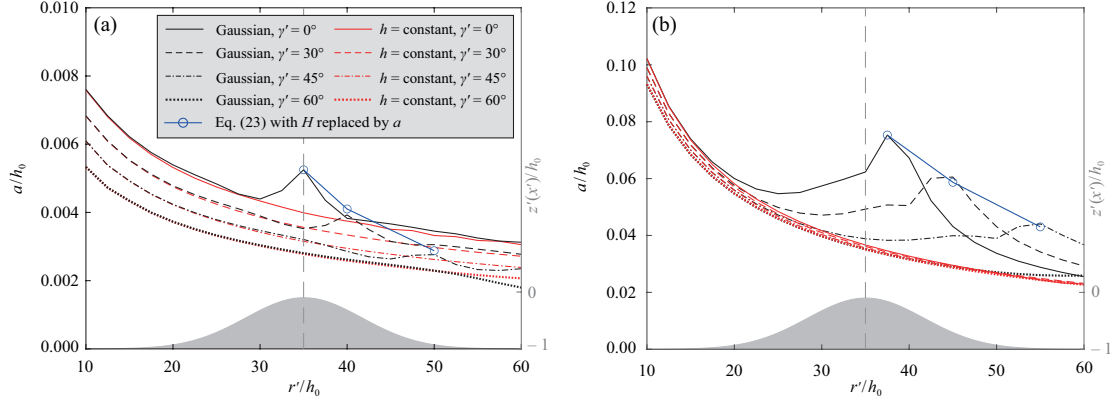 (a)
Gaussian, γ′ = 0°
Gaussian, γ′ = 30°
Gaussian, γ′ = 45°
Gaussian, γ′ = 60°
h = constant, γ′ = 0°
h = constant, γ′ = 30°
h = constant, γ′ = 45°
h = constant, γ′ = 60°
Eq. (23) with H replaced by a
0.010
0.008
0.006
0.004
0.002
0.000
a/h₀
10 20 30 40 50 60
r′/h₀
0
−1
z′(x′)/h₀
(b)
0.12
0.10
0.08
0.06
0.04
0.02
0.00
a/h₀
10 20 30 40 50 60
r′/h₀
0
−1
z′(x′)/h₀